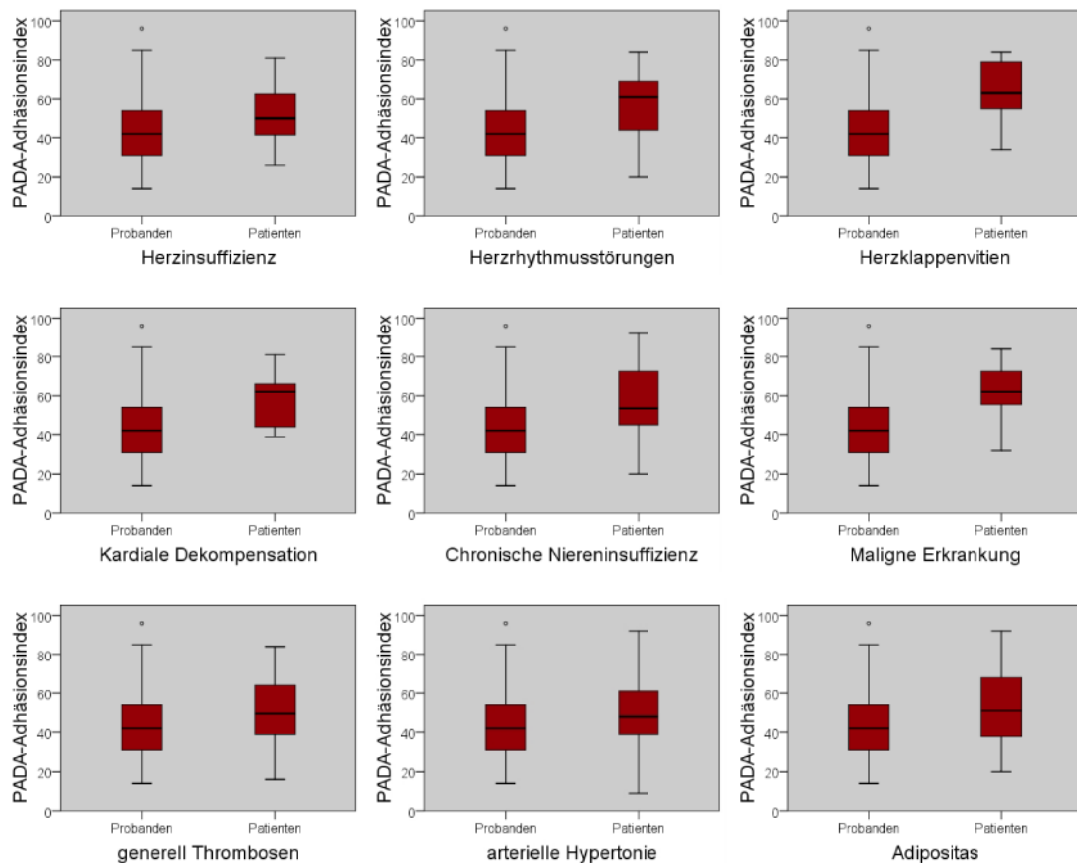 PADA-Adhäsionsindex
100
80
60
40
20
0
Probanden Patienten
Herzinsuffizienz
PADA-Adhäsionsindex
100
80
60
40
20
0
Probanden Patienten
Herzrhythmusstörungen
PADA-Adhäsionsindex
100
80
60
40
20
0
Probanden Patienten
Herzklappenvitien
PADA-Adhäsionsindex
100
80
60
40
20
0
Probanden Patienten
Kardiale Dekompensation
PADA-Adhäsionsindex
100
80
60
40
20
0
Probanden Patienten
Chronische Niereninsuffizienz
PADA-Adhäsionsindex
100
80
60
40
20
0
Probanden Patienten
Maligne Erkrankung
PADA-Adhäsionsindex
100
80
60
40
20
0
Probanden Patienten
generell Thrombosen
PADA-Adhäsionsindex
100
80
60
40
20
0
Probanden Patienten
arterielle Hypertonie
PADA-Adhäsionsindex
100
80
60
40
20
0
Probanden Patienten
Adipositas